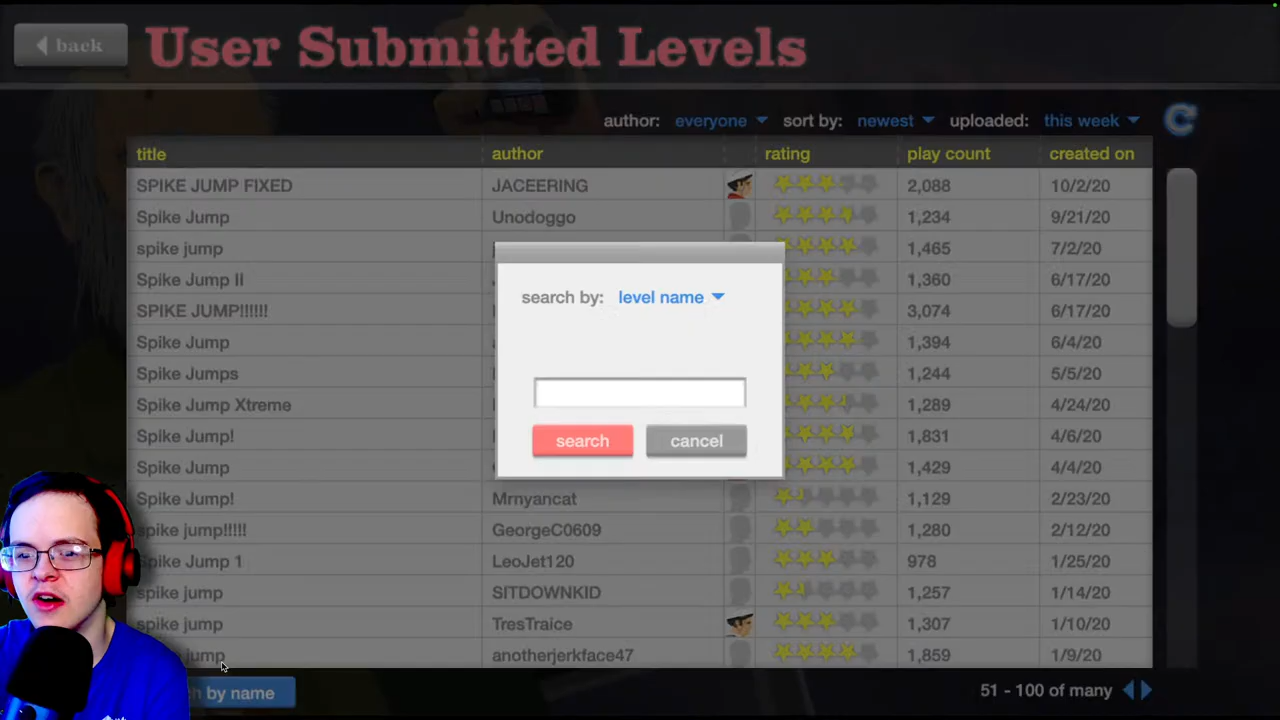 back
User Submitted Levels
author: everyone sort by: newest uploaded: this week
title author rating play count created on
SPIKE JUMP FIXED JACEERING 2,088 10/2/20
Spike Jump Unodoggo 1,234 9/21/20
spike jump 1,465 7/2/20
Spike Jump II 1,360 6/17/20
SPIKE JUMP!!!!!! 3,074 6/17/20
Spike Jump 1,394 6/4/20
Spike Jumps 1,244 5/5/20
Spike Jump Xtreme 1,289 4/24/20
Spike Jump! 1,831 4/6/20
Spike Jump 1,429 4/4/20
Spike Jump! Mrnyancat 1,129 2/23/20
spike jump!!!!! GeorgeC0609 1,280 2/12/20
Spike Jump 1 LeoJet120 978 1/25/20
spike jump SITDOWNKID 1,257 1/14/20
spike jump TresTraice 1,307 1/10/20
jump anotherjerkface47 1,859 1/9/20
search by: level name
search cancel
by name 51 - 100 of many